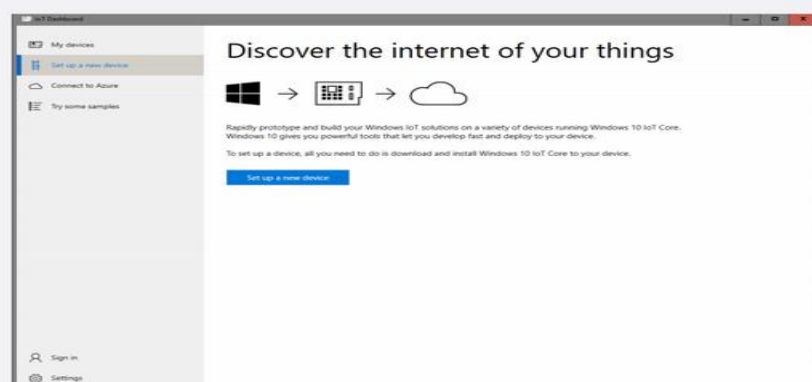 IoT Dashboard
My devices
Set up a new device
Connect to Azure
Try some samples
Discover the internet of your things
Rapidly prototype and build your Windows IoT solutions on a variety of devices running Windows 10 IoT Core.
Windows 10 gives you powerful tools that let you develop fast and deploy to your device.
To set up a device, all you need to do is download and install Windows 10 IoT Core to your device.
Set up a new device
Sign in
Settings